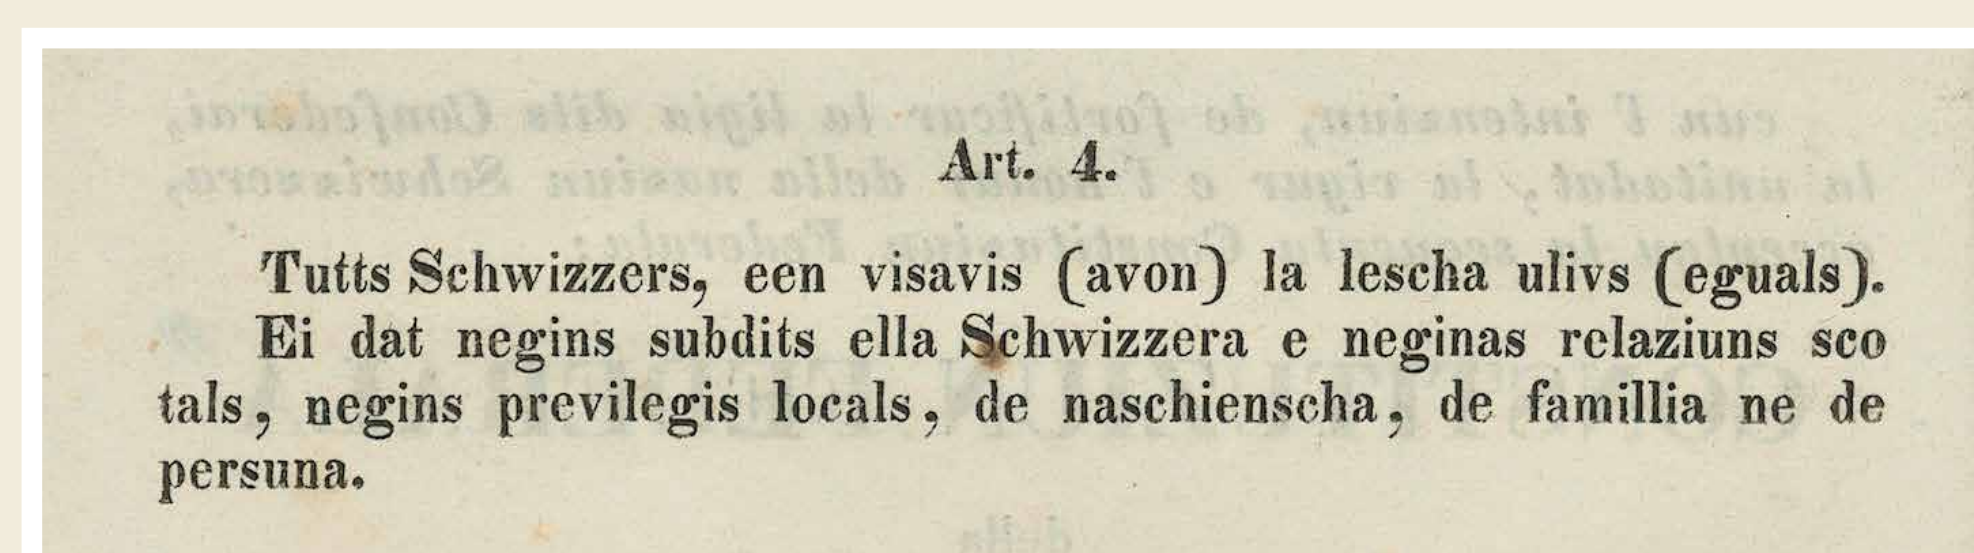 Art. 4.
Tutts Schwizzers, een visavis (avon) la lescha ulivs (eguals).
Ei dat negins subdits ella Schwizzera e neginas relaziuns sco
tals, negins previlegis locals, de naschienscha, de famillia ne de
persuna.